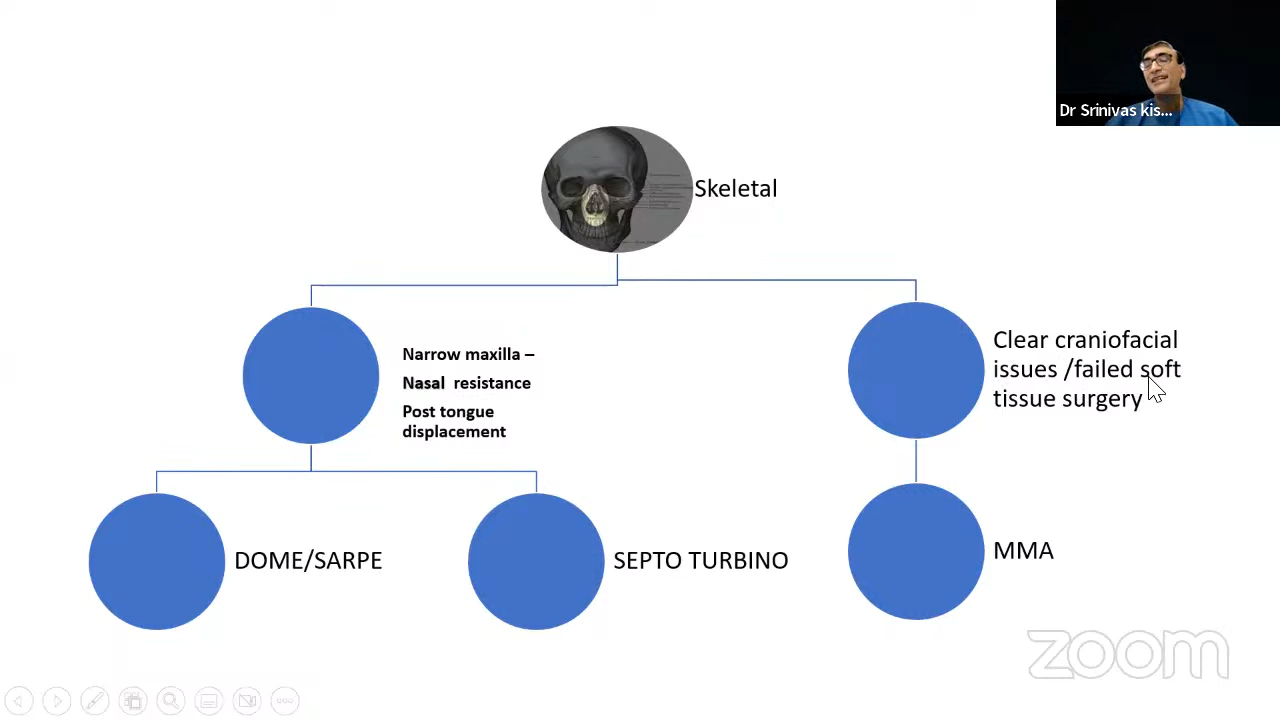 Dr Srinivas kis...
Skeletal
Narrow maxilla –
Nasal resistance
Post tongue
displacement
Clear craniofacial
issues /failed soft
tissue surgery
DOME/SARPE
SEPTO TURBINO
MMA
zoom